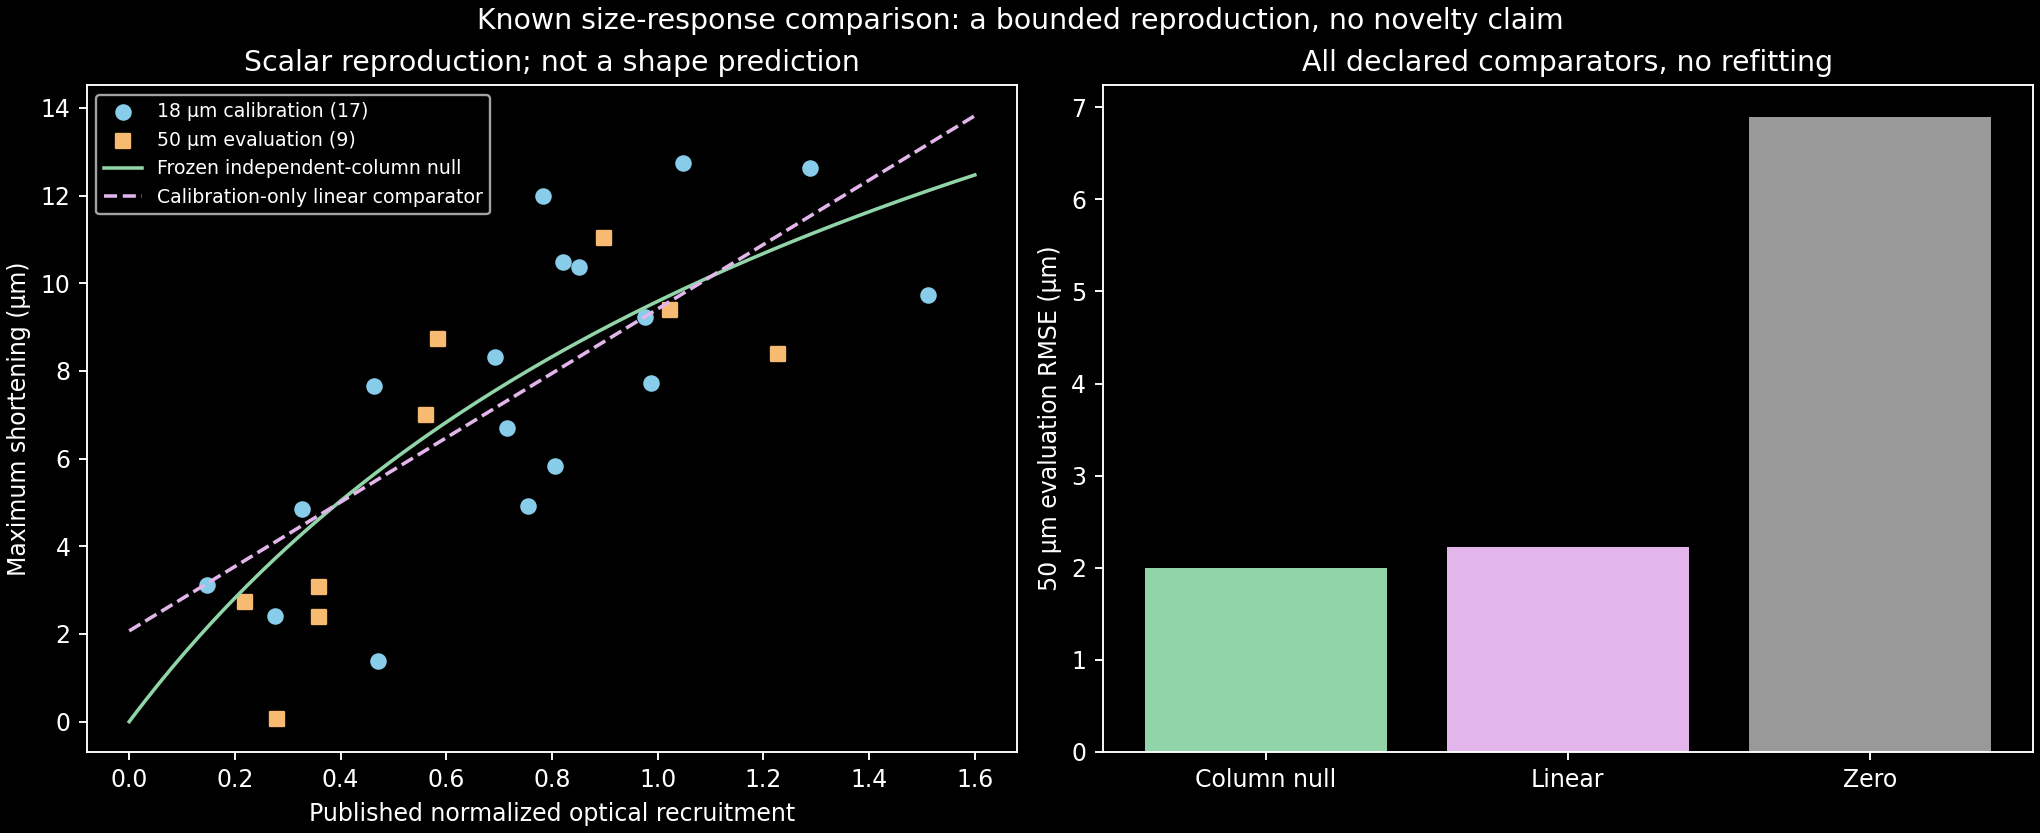 Known size-response comparison: a bounded reproduction, no novelty claim
Scalar reproduction; not a shape prediction
18 µm calibration (17)
50 µm evaluation (9)
Frozen independent-column null
Calibration-only linear comparator
Maximum shortening (µm)
14
12
10
8
6
4
2
0
0.0 0.2 0.4 0.6 0.8 1.0 1.2 1.4 1.6
Published normalized optical recruitment
All declared comparators, no refitting
50 µm evaluation RMSE (µm)
7
6
5
4
3
2
1
0
Column null Linear Zero